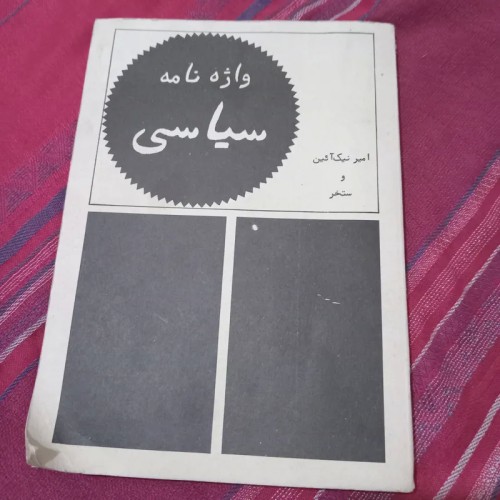 واژه نامه
سیاسی
امیر نیک‌آئین
و
ستخر